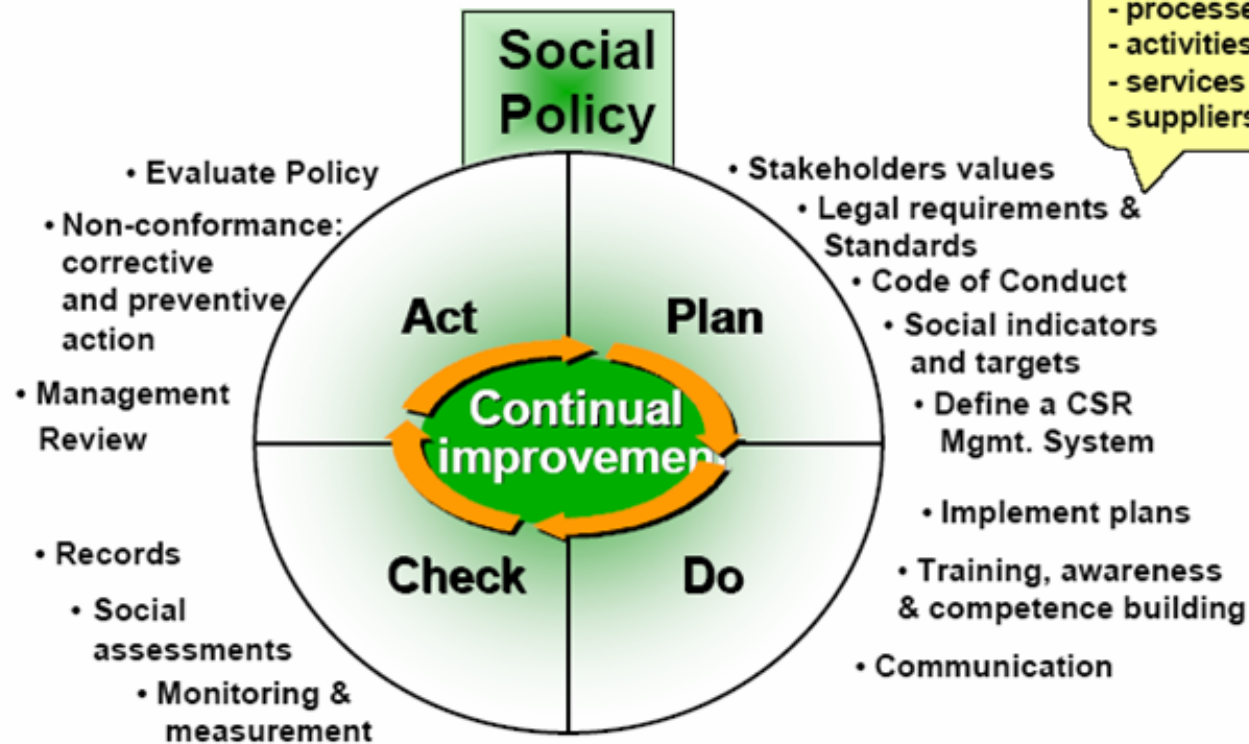 Social
Policy
- processe
- activities
- services
- suppliers
• Evaluate Policy
• Non-conformance:
corrective
and preventive
action
• Management
Review
Act
Plan
• Stakeholders values
• Legal requirements &
Standards
• Code of Conduct
• Social indicators
and targets
• Define a CSR
Mgmt. System
Continual
improvemen
Check
Do
• Records
• Social
assessments
• Monitoring &
measurement
• Implement plans
• Training, awareness
& competence building
• Communication